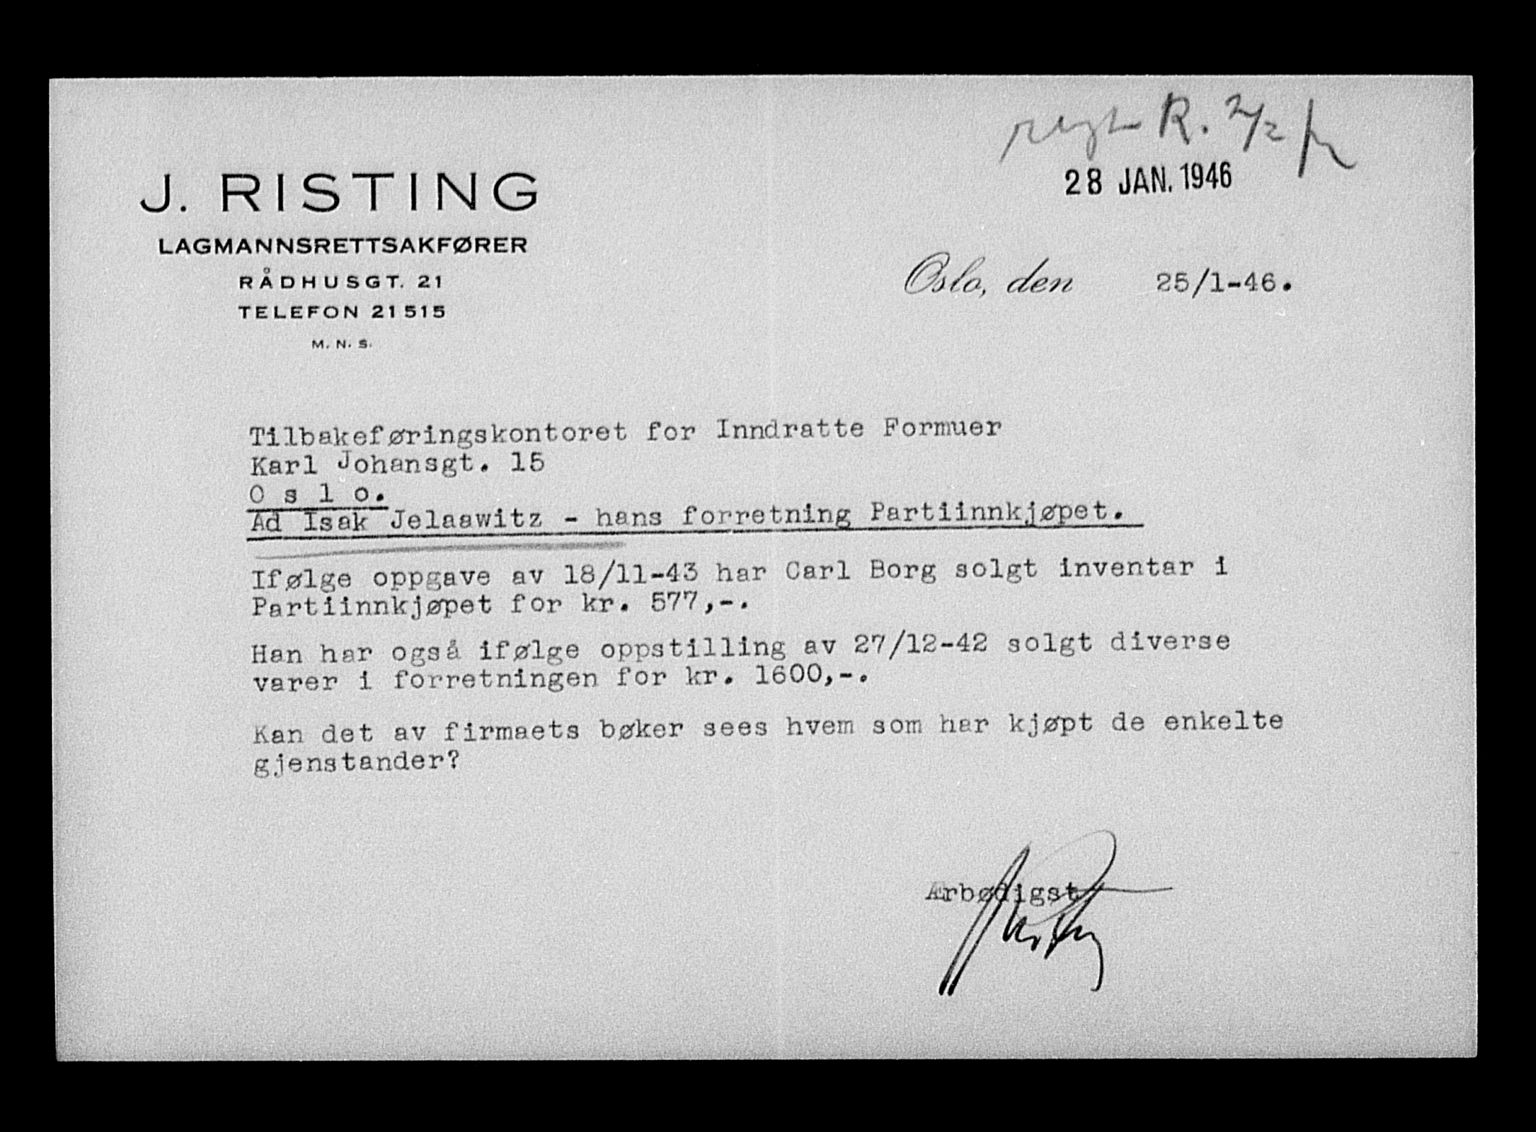 R. 2/2
28 JAN. 1946
J. RISTING
LAGMANNSRETTSAKFØRER
RÅDHUSGT. 21
TELEFON 21515
M. N. S.
Oslo, den 25/1-46.
Tilbakeføringskontoret for Inndratte Formuer
Karl Johansgt. 15
O s l o.
Ad Isak Jelaawitz - hans forretning Partiinnkjøpet.
Ifølge oppgave av 18/11-43 har Carl Borg solgt inventar i
Partiinnkjøpet for kr. 577,-.
Han har også ifølge oppstilling av 27/12-42 solgt diverse
varer i forretningen for kr. 1600,-.
Kan det av firmaets bøker sees hvem som har kjøpt de enkelte
gjenstander?
Ærbødigst